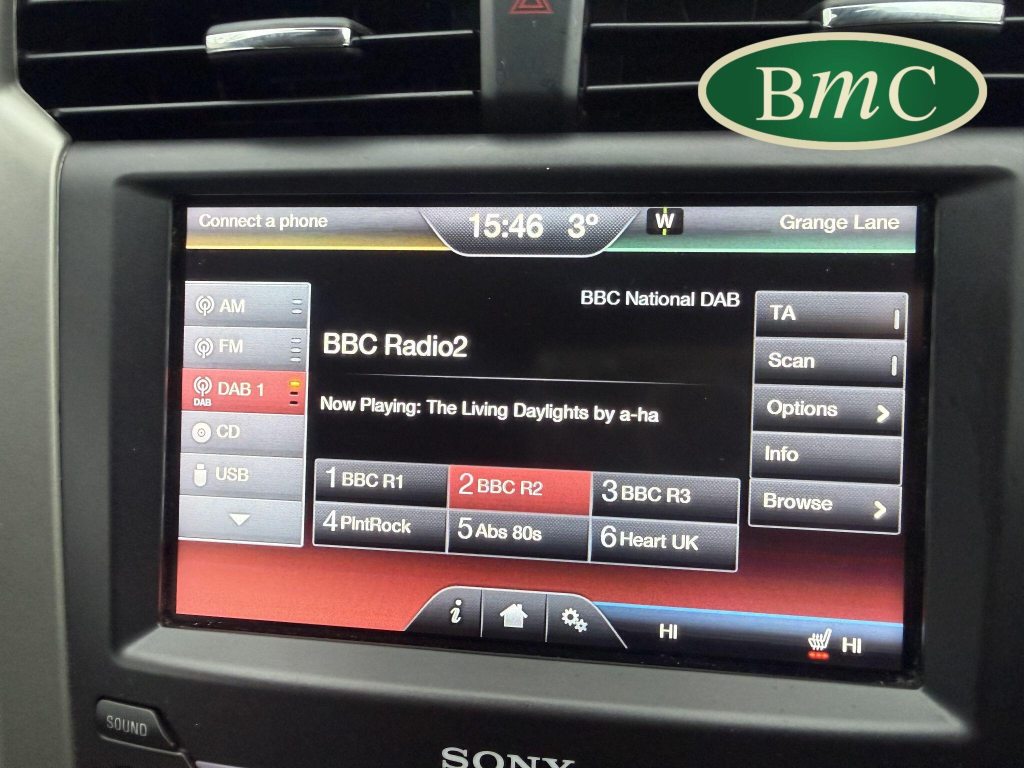 BmC
Connect a phone
15:46 3º
W
Grange Lane
BBC National DAB
AM
FM
DAB 1
DAB
CD
USB
BBC Radio2
Now Playing: The Living Daylights by a-ha
1 BBC R1
2 BBC R2
3 BBC R3
4 PlntRock
5 Abs 80s
6 Heart UK
TA
Scan
Options
Info
Browse
i
HI
HI
SOUND
SONY